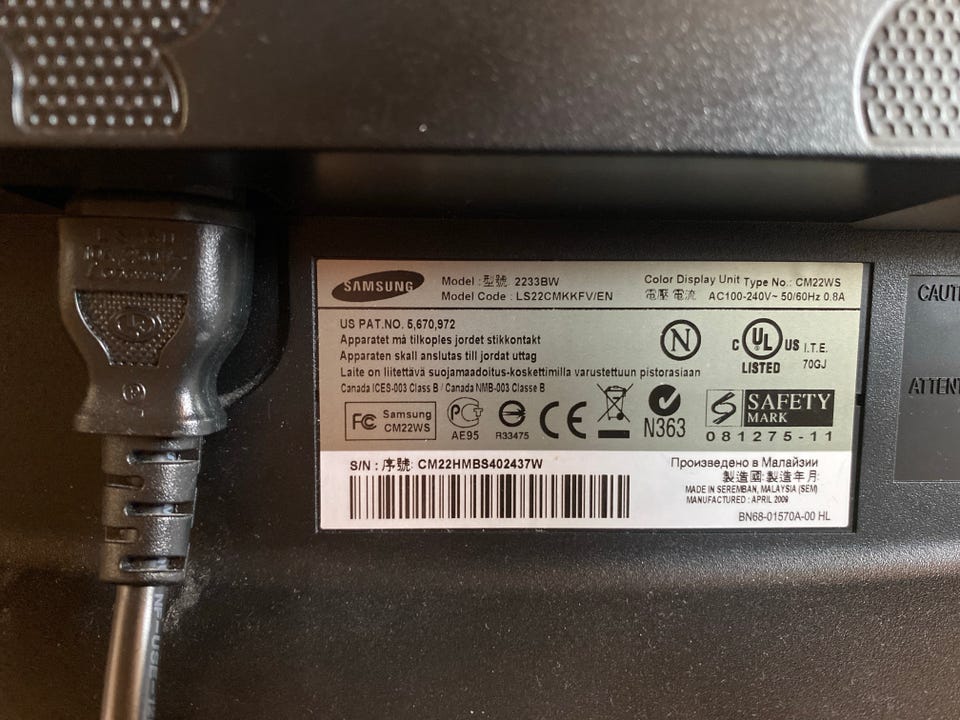 SAMSUNG
Model : 型號 2233BW
Model Code : LS22CMKKFV/EN
Color Display Unit Type No.: CM22WS
電壓 電流 AC100-240V~ 50/60Hz 0.8A
US PAT.NO. 5,670,972
Apparatet må tilkoples jordet stikkontakt
Apparaten skall anslutas till jordat uttag
Laite on liitettävä suojamaadoitus-koskettimilla varustettuun pistorasiaan
Canada ICES-003 Class B / Canada NMB-003 Classe B
N
C UL US I.T.E.
LISTED 70GJ
FC Samsung
CM22WS
AE95
R33475
CE
N363
S SAFETY
MARK
081275-11
S/N : 序號: CM22HMBS402437W
Произведено в Малайзии
製造國:製造年月:
MADE IN SEREMBAN, MALAYSIA (SEM)
MANUFACTURED : APRIL 2009
BN68-01570A-00 HL
CAUT
ATTENT